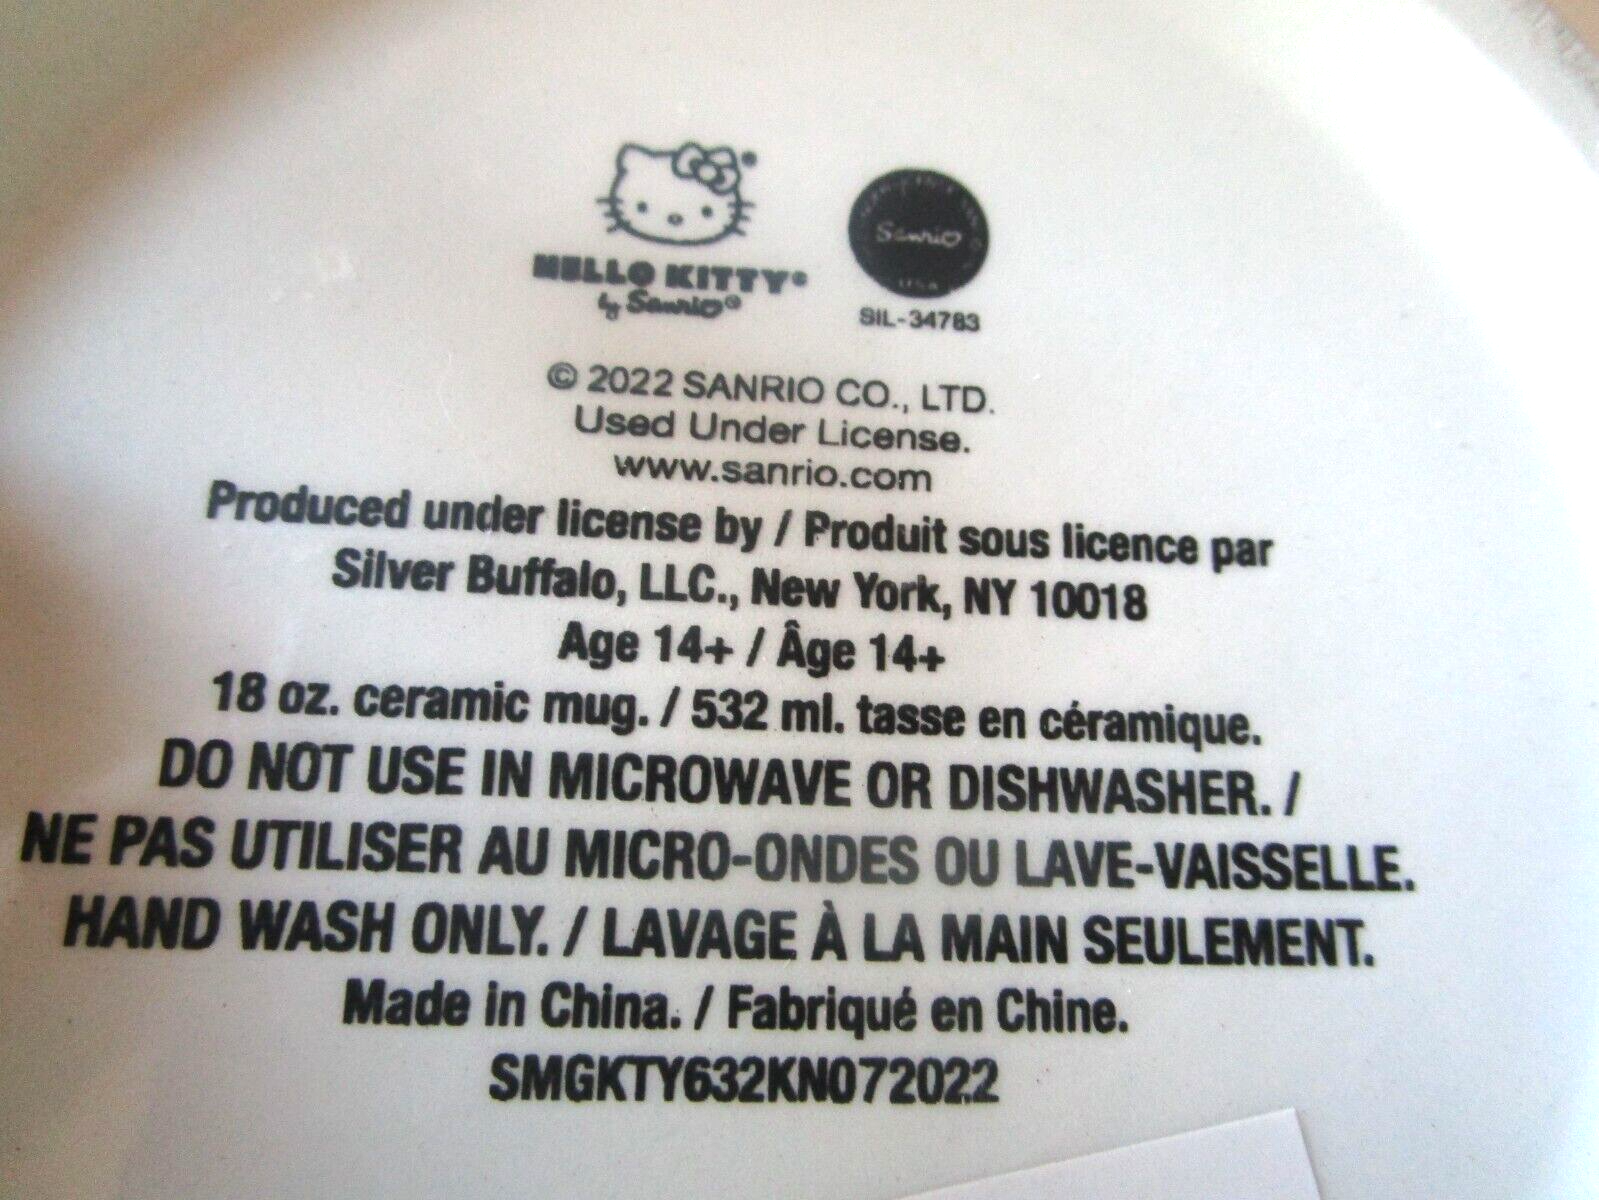 HELLO KITTY®
by Sanrio®
Sanrio
USA
SIL-34783
© 2022 SANRIO CO., LTD.
Used Under License.
www.sanrio.com
Produced under license by / Produit sous licence par
Silver Buffalo, LLC., New York, NY 10018
Age 14+ / Âge 14+
18 oz. ceramic mug. / 532 ml. tasse en céramique.
DO NOT USE IN MICROWAVE OR DISHWASHER. /
NE PAS UTILISER AU MICRO-ONDES OU LAVE-VAISSELLE.
HAND WASH ONLY. / LAVAGE À LA MAIN SEULEMENT.
Made in China. / Fabriqué en Chine.
SMGKTY632KN072022